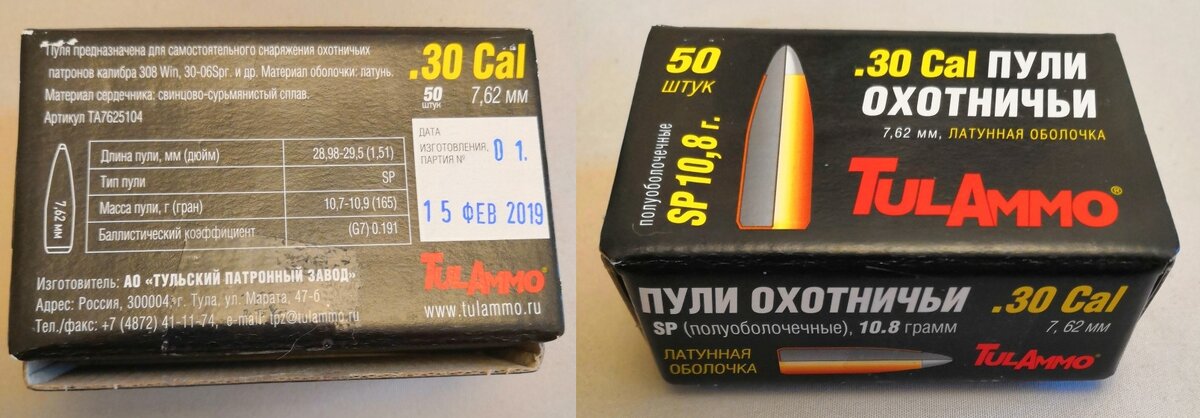 Пуля предназначена для самостоятельного снаряжения охотничьих
патронов калибра 308 Win, 30-06Spr. и др. Материал оболочки: латунь.
Материал сердечника: свинцово-сурьмянистый сплав.
Артикул TA7625104
.30 Cal
50
штук
7,62 мм
ДАТА
ИЗГОТОВЛЕНИЯ,
ПАРТИЯ №
01.
15 ФЕВ 2019
7,62 мм
Длина пули, мм (дюйм) 28,98-29,5 (1,51)
Тип пули SP
Масса пули, г (гран) 10,7-10,9 (165)
Баллистический коэффициент (G7) 0.191
Изготовитель: АО «ТУЛЬСКИЙ ПАТРОННЫЙ ЗАВОД»
Адрес: Россия, 300004, г. Тула, ул. Марата, 47-б
Тел./факс: +7 (4872) 41-11-74, e-mail: tpz@tulammo.ru
TULAMMO®
www.tulammo.ru
50
штук
полуоболочечные
SP 10,8 г.
.30 Cal ПУЛИ
ОХОТНИЧЬИ
7,62 мм, ЛАТУННАЯ ОБОЛОЧКА
TULAMMO®
ПУЛИ ОХОТНИЧЬИ .30 Cal
SP (полуоболочечные), 10.8 грамм 7,62 мм
ЛАТУННАЯ
ОБОЛОЧКА
TULAMMO®